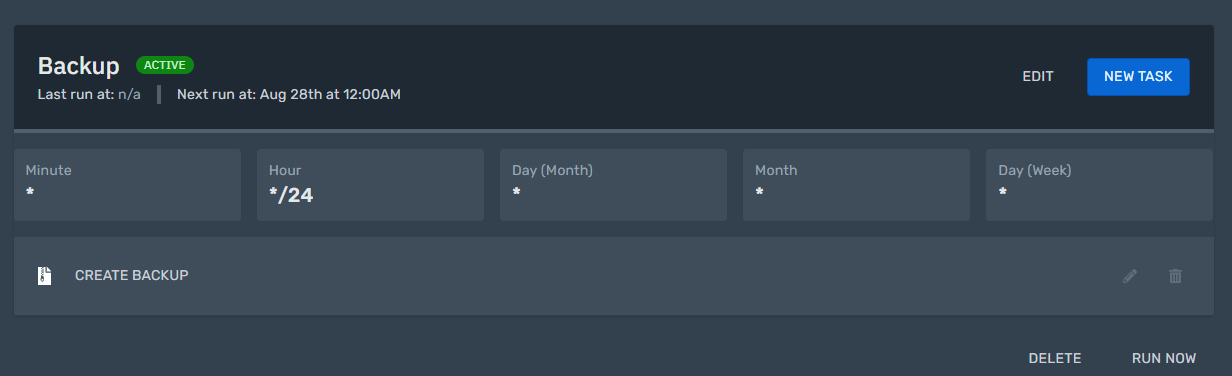 Backup ACTIVE
Last run at: n/a Next run at: Aug 28th at 12:00AM
EDIT NEW TASK
Minute Hour Day (Month) Month Day (Week)
* */24 * * *
CREATE BACKUP
DELETE RUN NOW